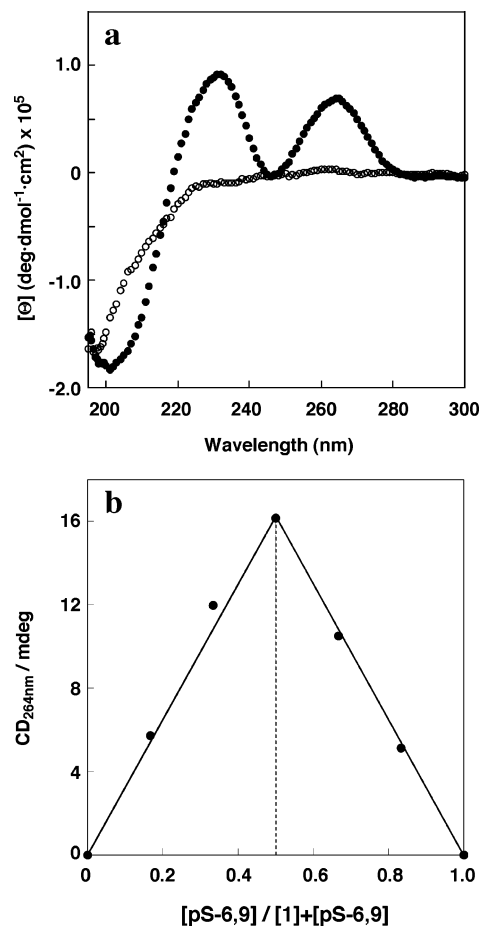 a
[Θ] (deg·dmol⁻¹·cm²) x 10⁵
1.0
0
-1.0
-2.0
200 220 240 260 280 300
Wavelength (nm)
b
CD264nm / mdeg
16
12
8
4
0
0 0.2 0.4 0.6 0.8 1.0
[pS-6,9] / [1]+[pS-6,9]